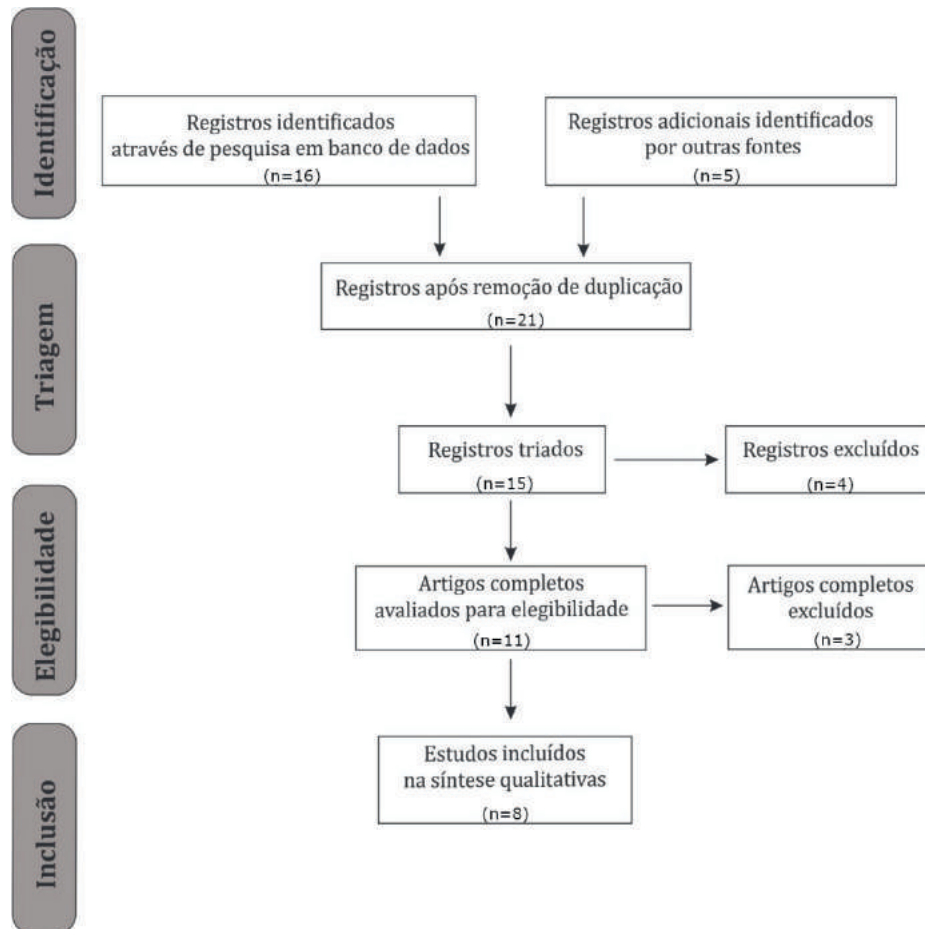 Identificação
Registros identificados
através de pesquisa em banco de dados
(n=16)
Registros adicionais identificados
por outras fontes
(n=5)
Triagem
Registros após remoção de duplicação
(n=21)
Registros triados
(n=15)
Registros excluídos
(n=4)
Elegibilidade
Artigos completos
avaliados para elegibilidade
(n=11)
Artigos completos
excluídos
(n=3)
Inclusão
Estudos incluídos
na síntese qualitativas
(n=8)